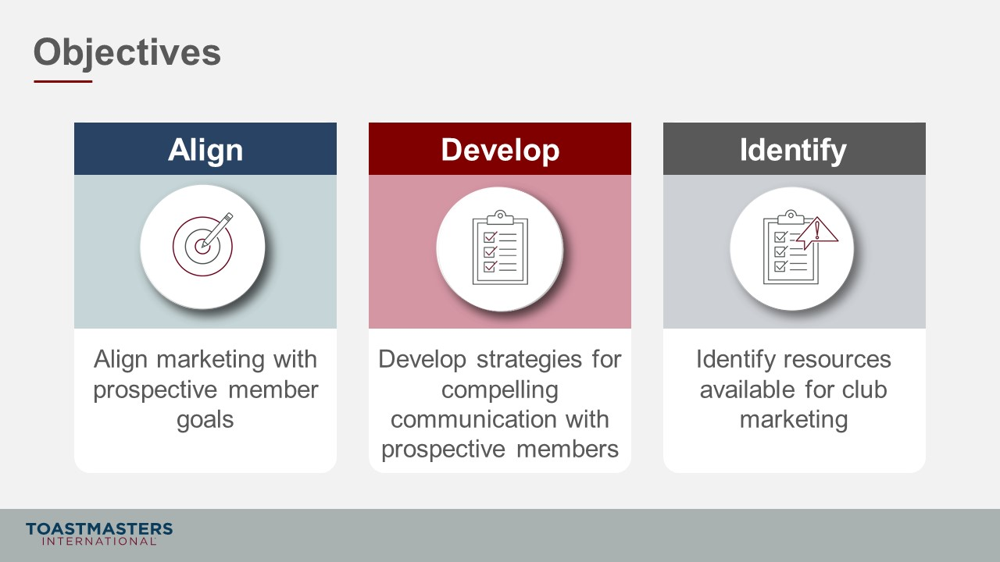 Objectives
Align
Develop
Identify
Align marketing with
prospective member
goals
Develop strategies for
compelling
communication with
prospective members
Identify resources
available for club
marketing
TOASTMASTERS
INTERNATIONAL